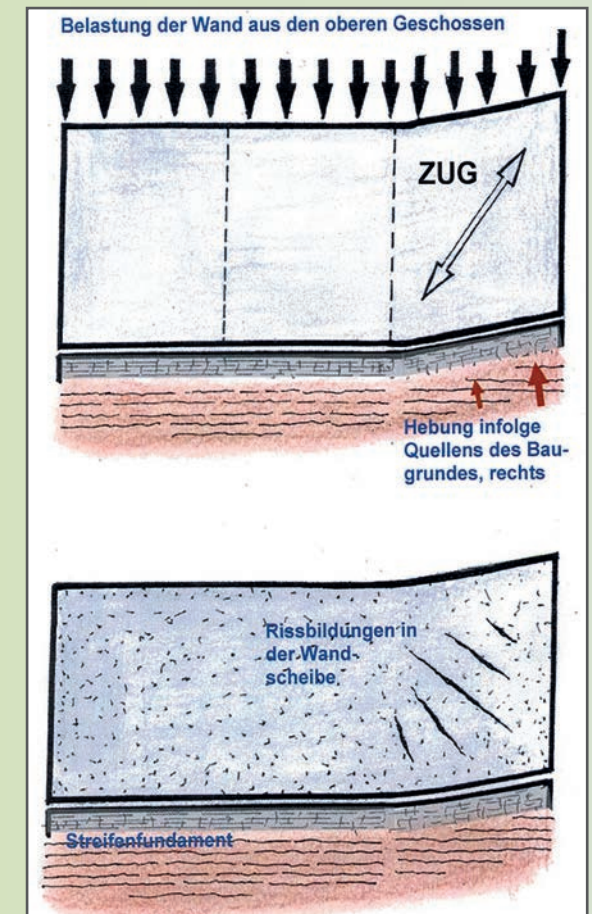 Belastung der Wand aus den oberen Geschossen
ZUG
Hebung infolge
Quellens des Bau-
grundes, rechts
Rissbildungen in
der Wand-
scheibe
Streifenfundament